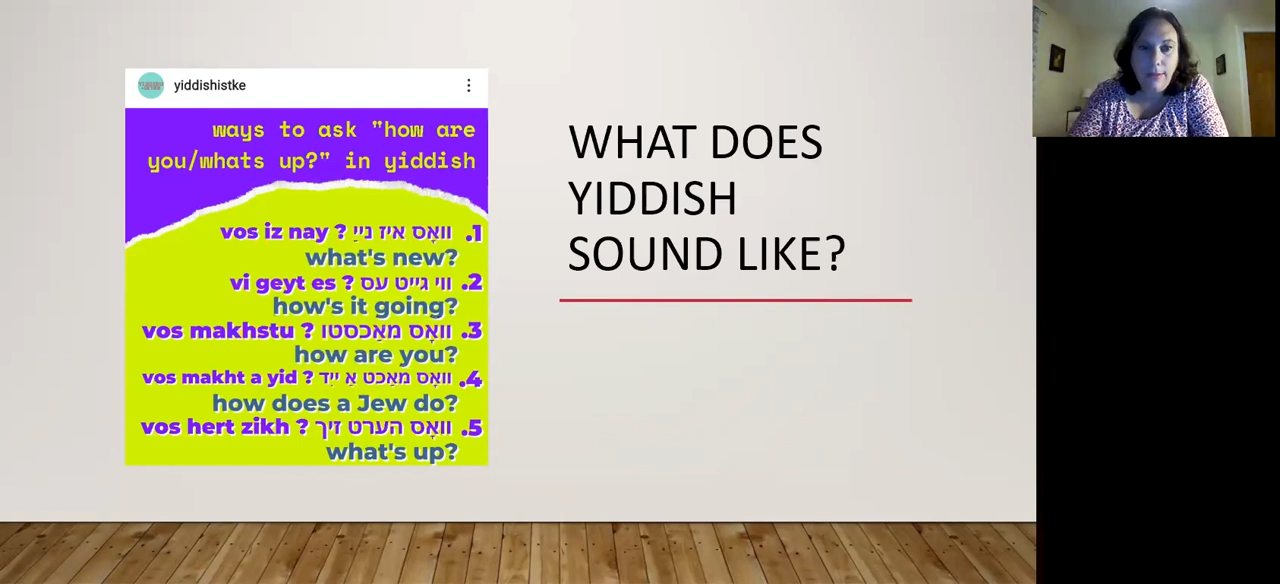 yiddishistke
ways to ask "how are
you/whats up?" in yiddish
1. וואָס איז נײַ ? vos iz nay
what's new?
2. ווי גייט עס ? vi geyt es
how's it going?
3. וואָס מאַכסטו ? vos makhstu
how are you?
4. וואָס מאַכט אַ ייִד ? vos makht a yid
how does a Jew do?
5. וואָס הערט זיך ? vos hert zikh
what's up?
WHAT DOES
YIDDISH
SOUND LIKE?